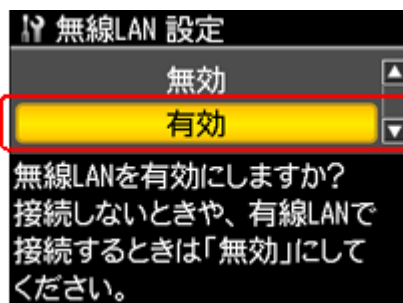 無線LAN 設定
無効
有効
無線LANを有効にしますか?
接続しないときや、有線LANで
接続するときは「無効」にして
ください。